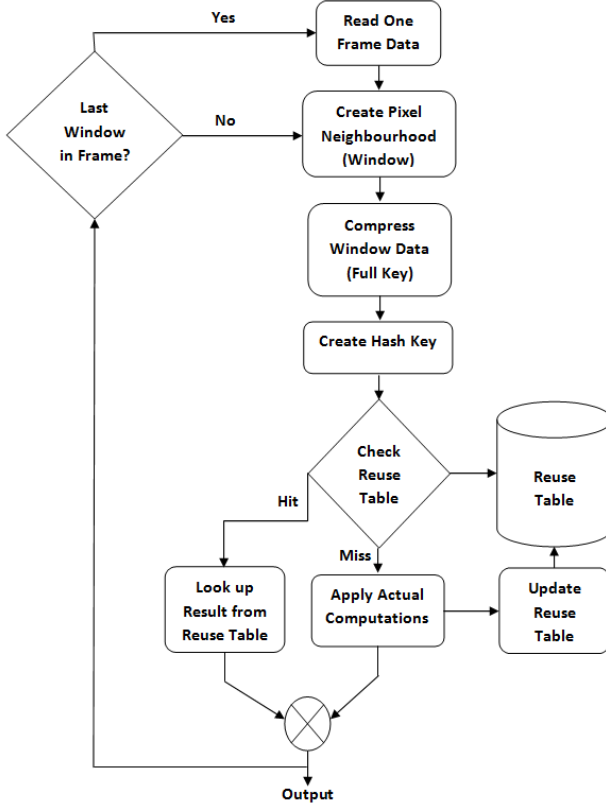 Yes
Read One
Frame Data
Last
Window
in Frame?
No
Create Pixel
Neighbourhood
(Window)
Compress
Window Data
(Full Key)
Create Hash Key
Check
Reuse
Table
Reuse
Table
Hit
Miss
Look up
Result from
Reuse Table
Apply Actual
Computations
Update
Reuse
Table
Output